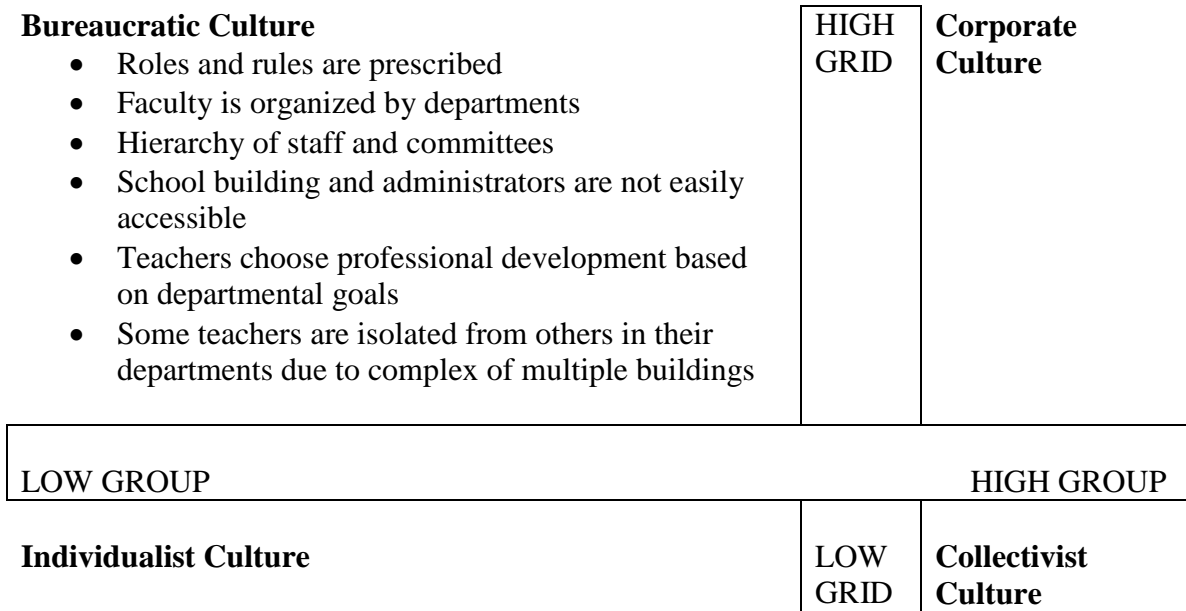 Bureaucratic Culture
• Roles and rules are prescribed
• Faculty is organized by departments
• Hierarchy of staff and committees
• School building and administrators are not easily
accessible
• Teachers choose professional development based
on departmental goals
• Some teachers are isolated from others in their
departments due to complex of multiple buildings
HIGH
GRID
Corporate
Culture
LOW GROUP HIGH GROUP
Individualist Culture
LOW
GRID
Collectivist
Culture